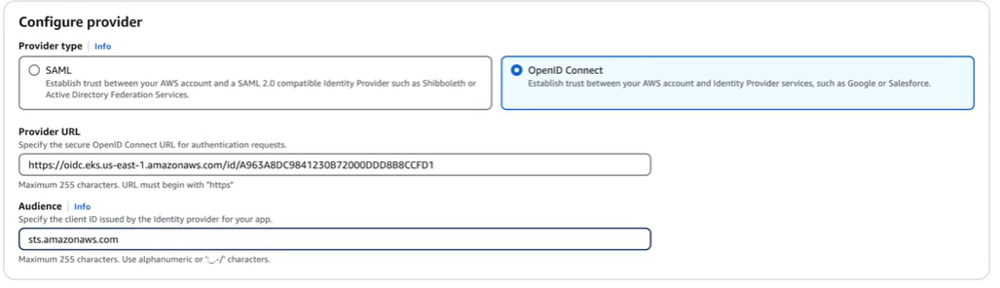 Configure provider
Provider type | Info
SAML
Establish trust between your AWS account and a SAML 2.0 compatible Identity Provider such as Shibboleth or
Active Directory Federation Services.
OpenID Connect
Establish trust between your AWS account and Identity Provider services, such as Google or Salesforce.
Provider URL
Specify the secure OpenID Connect URL for authentication requests.
https://oidc.eks.us-east-1.amazonaws.com/id/A963A8DC9841230B72000DDD8B8CCFD1
Maximum 255 characters. URL must begin with "https"
Audience | Info
Specify the client ID issued by the Identity provider for your app.
sts.amazonaws.com
Maximum 255 characters. Use alphanumeric or ':_.-/' characters.